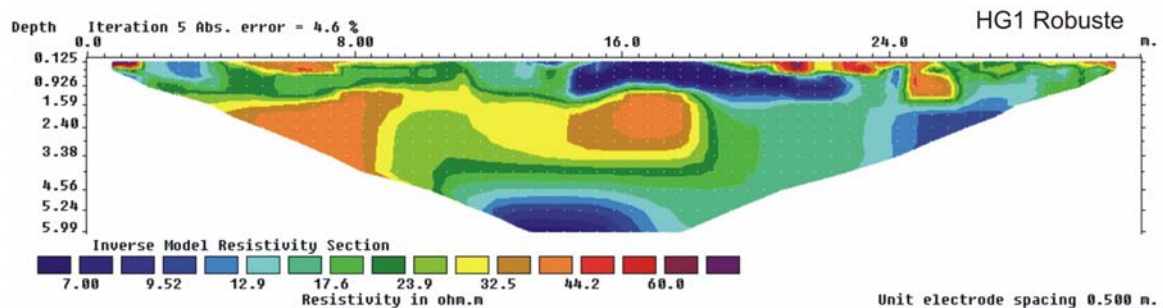 HG1 Robuste
Depth Iteration 5 Abs. error = 4.6 %
0.0 8.00 16.0 24.0 m.
0.125
0.926
1.59
2.40
3.38
4.56
5.24
5.99
Inverse Model Resistivity Section
7.00 9.52 12.9 17.6 23.9 32.5 44.2 60.0
Resistivity in ohm.m Unit electrode spacing 0.500 m.